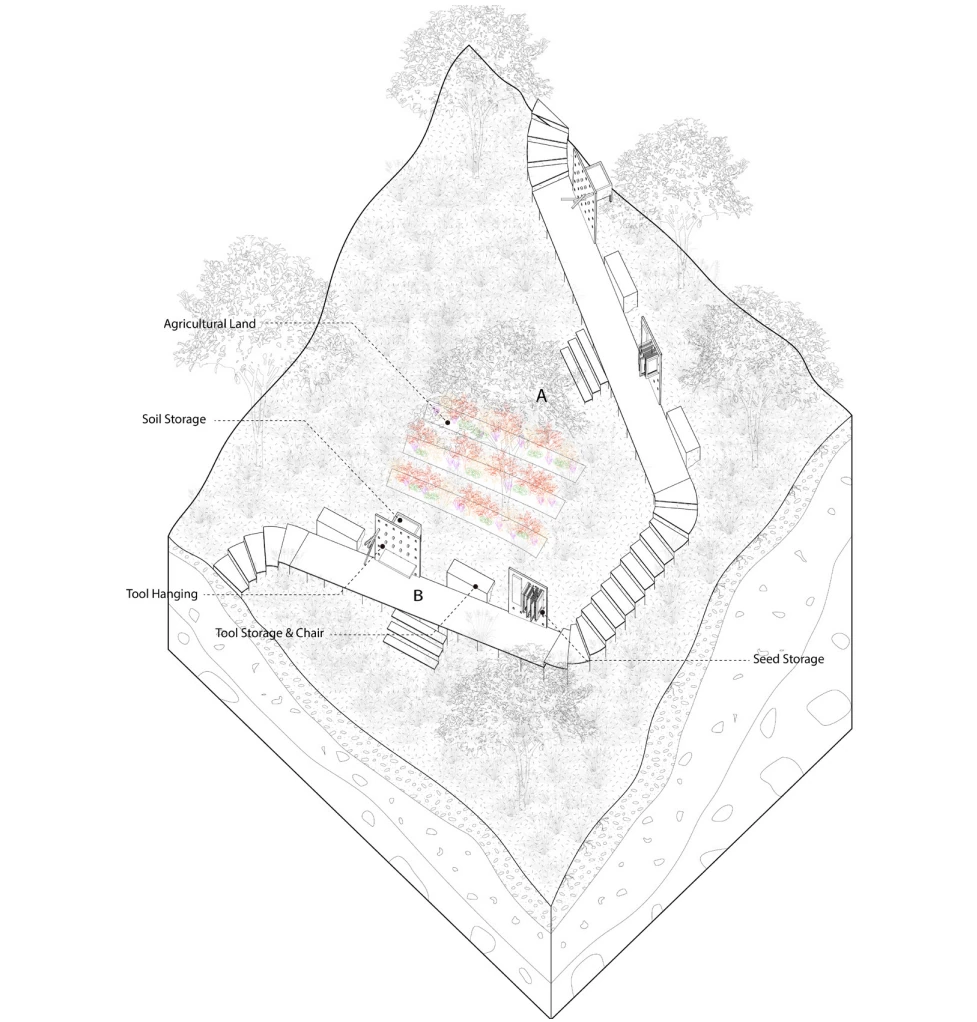 Agricultural Land
A
Soil Storage
Tool Hanging
B
Tool Storage & Chair
Seed Storage